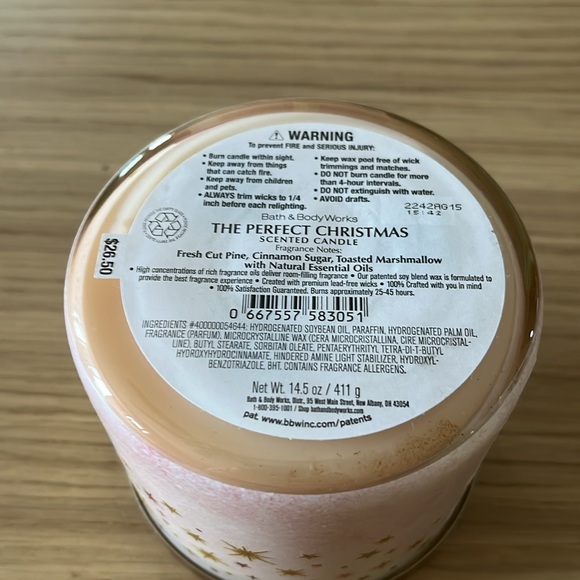 ⚠ WARNING
To prevent FIRE and SERIOUS INJURY:
• Burn candle within sight.
• Keep away from things
that can catch fire.
• Keep away from children
and pets.
• ALWAYS trim wicks to 1/4
inch before each relighting.
• Keep wax pool free of wick
trimmings and matches.
• DO NOT burn candle for more
than 4-hour intervals.
• DO NOT extinguish with water.
• AVOID drafts.
2242AG15
15:42
$26.50
Bath & Body Works
THE PERFECT CHRISTMAS
SCENTED CANDLE
Fragrance Notes:
Fresh Cut Pine, Cinnamon Sugar, Toasted Marshmallow
with Natural Essential Oils
• High concentrations of rich fragrance oils deliver room-filling fragrance • Our patented soy blend wax is formulated to
provide the best fragrance experience • Created with premium lead-free wicks • 100% Crafted with you in mind
• 100% Satisfaction Guaranteed. Burns approximately 25-45 hours.
0 667557 583051
INGREDIENTS #400000054644: HYDROGENATED SOYBEAN OIL, PARAFFIN, HYDROGENATED PALM OIL,
FRAGRANCE (PARFUM), MICROCRYSTALLINE WAX (CERA MICROCRISTALLINA, CIRE MICROCRISTAL-
LINE), BUTYL STEARATE, SORBITAN OLEATE, PENTAERYTHRITYL TETRA-DI-T-BUTYL
HYDROXYHYDROCINNAMATE, HINDERED AMINE LIGHT STABILIZER, HYDROXYL-
BENZOTRIAZOLE, BHT. CONTAINS FRAGRANCE ALLERGENS.
Net Wt. 14.5 oz / 411 g
Bath & Body Works, Distr., 95 West Main Street, New Albany, OH 43054
1-800-395-1001 / Shop bathandbodyworks.com
pat. www.bbwinc.com/patents